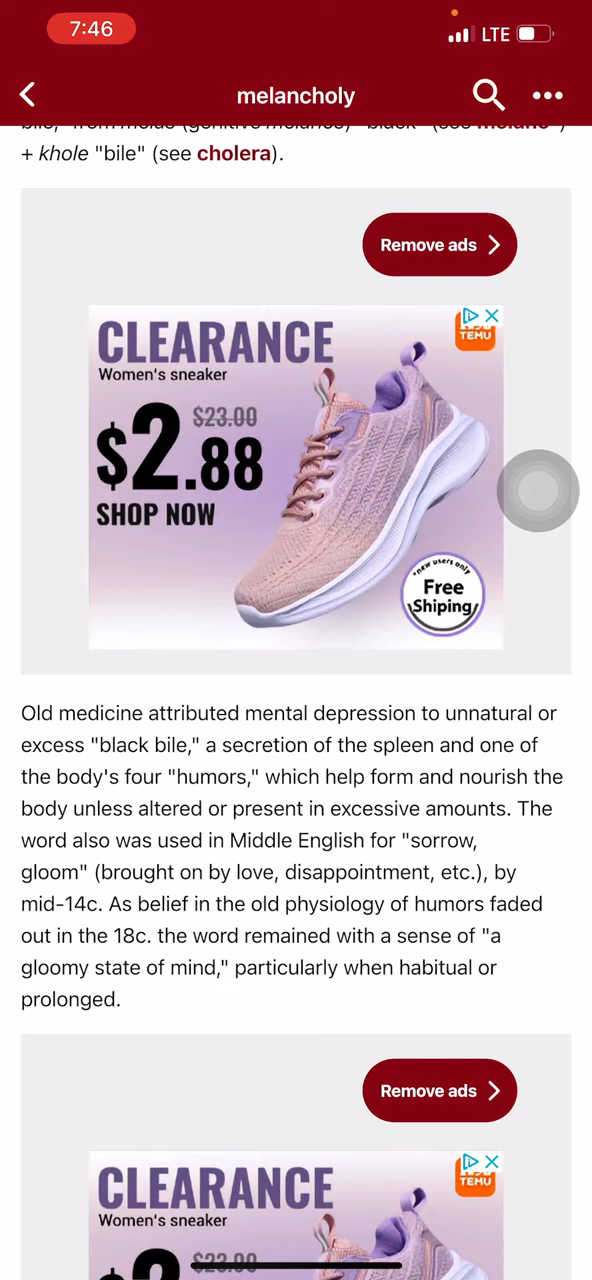 7:46
LTE
melancholy
+ khole "bile" (see cholera).
Remove ads
CLEARANCE
TEMU
Women's sneaker
$23.00
$2.88
SHOP NOW
*new users only
Free
Shiping
Old medicine attributed mental depression to unnatural or
excess "black bile," a secretion of the spleen and one of
the body's four "humors," which help form and nourish the
body unless altered or present in excessive amounts. The
word also was used in Middle English for "sorrow,
gloom" (brought on by love, disappointment, etc.), by
mid-14c. As belief in the old physiology of humors faded
out in the 18c. the word remained with a sense of "a
gloomy state of mind," particularly when habitual or
prolonged.
Remove ads
CLEARANCE
TEMU
Women's sneaker
$23.00